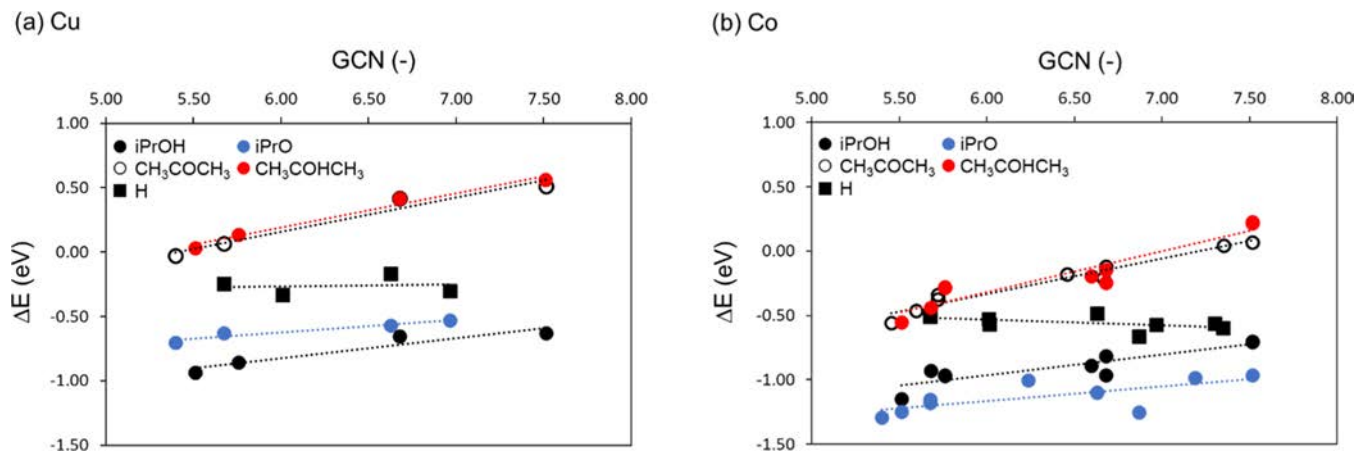 (a) Cu
GCN (-)
5.00 5.50 6.00 6.50 7.00 7.50 8.00
1.00
0.50
0.00
-0.50
-1.00
-1.50
ΔE (eV)
iPrOH iPrO
CH₃COCH₃ CH₃COHCH₃
H
(b) Co
GCN (-)
5.00 5.50 6.00 6.50 7.00 7.50 8.00
1.00
0.50
0.00
-0.50
-1.00
-1.50
ΔE (eV)
iPrOH iPrO
CH₃COCH₃ CH₃COHCH₃
H